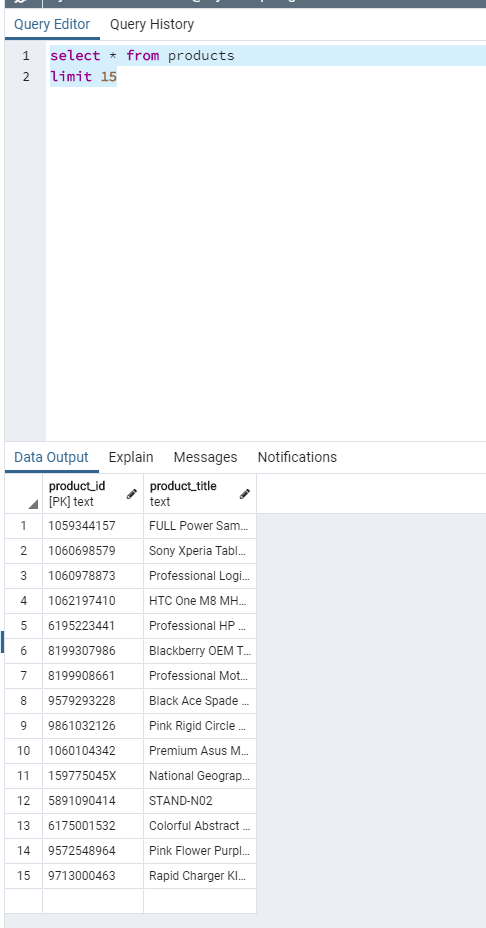 Query Editor Query History
1 select * from products
2 limit 15
Data Output Explain Messages Notifications
product_id product_title
[PK] text text
1 1059344157 FULL Power Sam...
2 1060698579 Sony Xperia Tabl...
3 1060978873 Professional Logi...
4 1062197410 HTC One M8 MH...
5 6195223441 Professional HP ...
6 8199307986 Blackberry OEM T...
7 8199908661 Professional Mot...
8 9579293228 Black Ace Spade ...
9 9861032126 Pink Rigid Circle ...
10 1060104342 Premium Asus M...
11 159775045X National Geograp...
12 5891090414 STAND-N02
13 6175001532 Colorful Abstract ...
14 9572548964 Pink Flower Purpl...
15 9713000463 Rapid Charger KI...